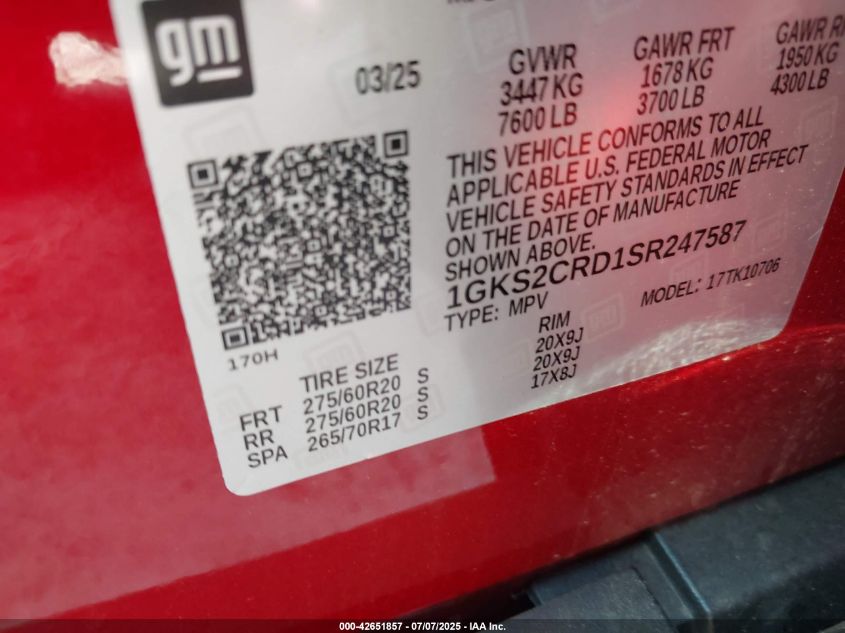 gm
03/25
GVWR
3447 KG
7600 LB
GAWR FRT
1678 KG
3700 LB
GAWR
1950 KG
4300 LB
THIS VEHICLE CONFORMS TO ALL
APPLICABLE U.S. FEDERAL MOTOR
VEHICLE SAFETY STANDARDS IN EFFECT
ON THE DATE OF MANUFACTURE
SHOWN ABOVE.
1GKS2CRD1SR247587
TYPE: MPV
MODEL: 17TK10706
170H
TIRE SIZE RIM
FRT 275/60R20 S 20X9J
RR 275/60R20 S 20X9J
SPA 265/70R17 S 17X8J
000-42651857 - 07/07/2025 - IAA Inc.